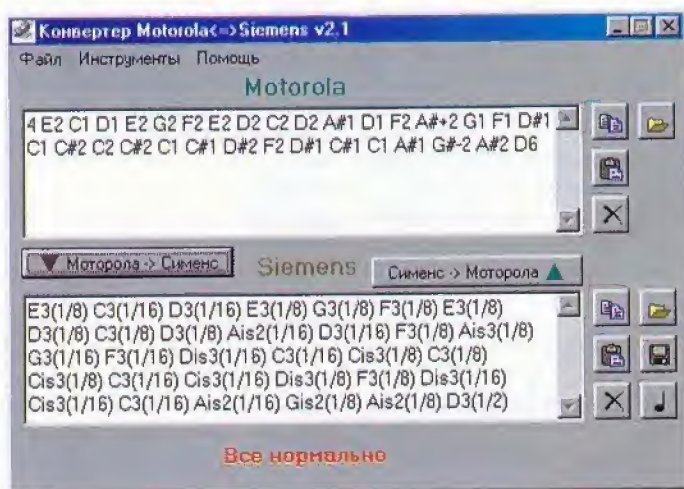 Конвертер Motorola<=>Siemens v2.1
Файл Инструменты Помощь
Motorola
4 E2 C1 D1 E2 G2 F2 E2 D2 C2 D2 A#1 D1 F2 A#+2 G1 F1 D#1
C1 C#2 C2 C#2 C1 C#1 D#2 F2 D#1 C#1 C1 A#1 G#-2 A#2 D6
Моторола -> Сименс
Siemens
Сименс -> Моторола
E3(1/8) C3(1/16) D3(1/16) E3(1/8) G3(1/8) F3(1/8) E3(1/8)
D3(1/8) C3(1/8) D3(1/8) Ais2(1/16) D3(1/16) F3(1/8) Ais3(1/8)
G3(1/16) F3(1/16) Dis3(1/16) C3(1/16) Cis3(1/8) C3(1/8)
Cis3(1/8) C3(1/16) Cis3(1/16) Dis3(1/8) F3(1/8) Dis3(1/16)
Cis3(1/16) C3(1/16) Ais2(1/16) Gis2(1/8) Ais2(1/8) D3(1/2)
Все нормально